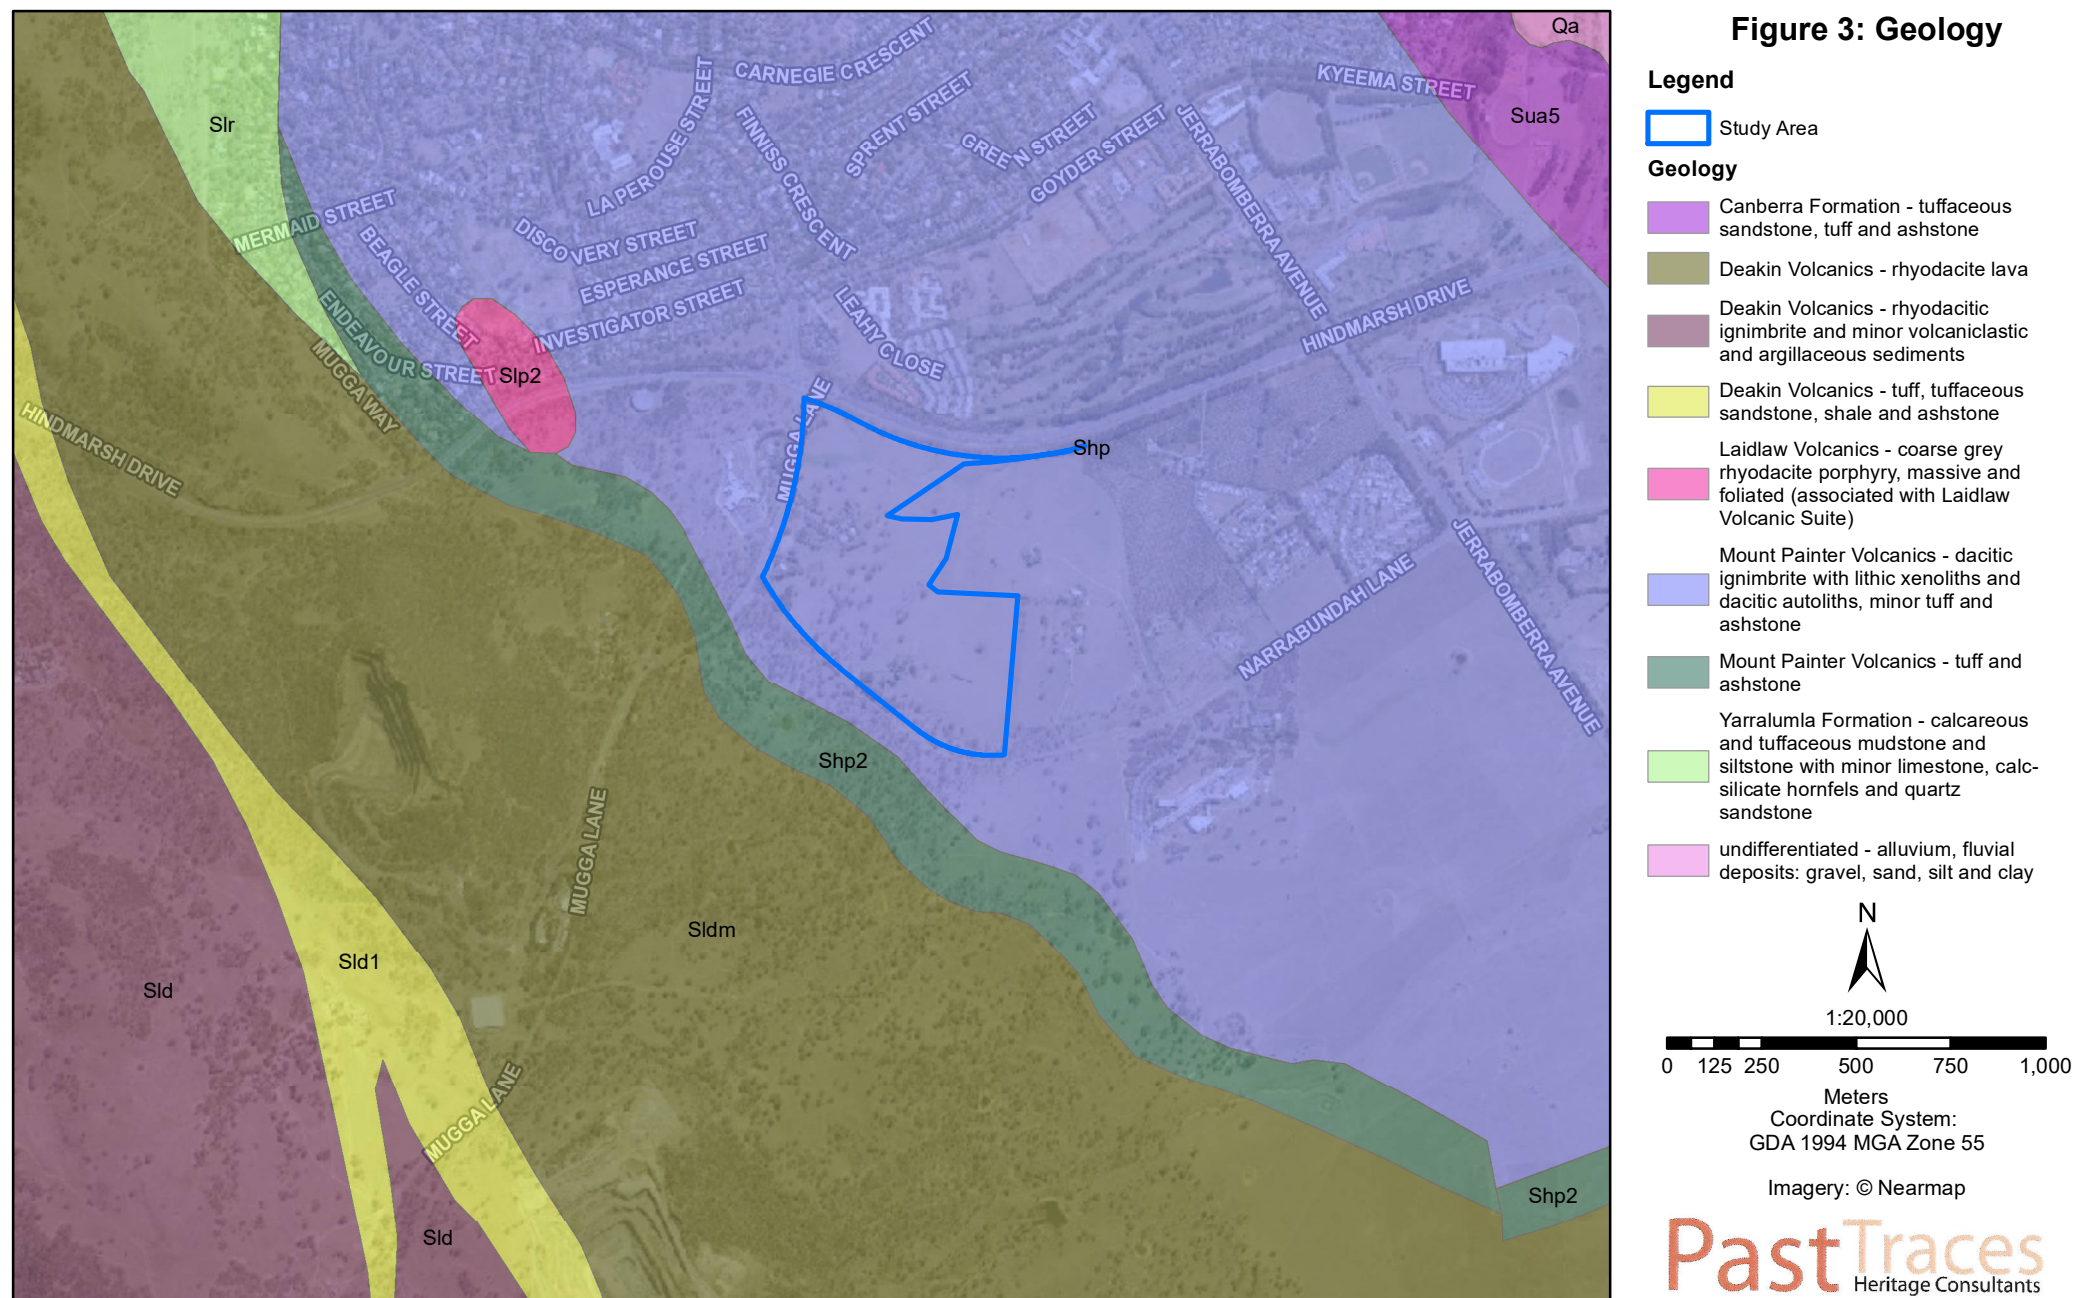 Qa
CARNEGIE CRESCENT
KYEEMA STREET
Slr
LA PEROUSE STREET
FINNISS CRESCENT
SPRENT STREET
GREE N STREET
GOYDER STREET
JERRABOMBERRA AVENUE
Sua5
MERMAID STREET
BEAGLE STREET
DISCO VERY STREET
ESPERANCE STREET
INVESTIGATOR STREET
LEAHY CLOSE
HINDMARSH DRIVE
ENDEAVOUR STREET
MUGGA WAY
Slp2
HINDMARSH DRIVE
MUGGA LANE
Shp
NARRABUNDAH LANE
JERRABOMBERRA AVENUE
Shp2
MUGGA LANE
Sldm
Sld1
Sld
MUGGA LANE
Sld
Shp2
Figure 3: Geology
Legend
Study Area
Geology
Canberra Formation - tuffaceous
sandstone, tuff and ashstone
Deakin Volcanics - rhyodacite lava
Deakin Volcanics - rhyodacitic
ignimbrite and minor volcaniclastic
and argillaceous sediments
Deakin Volcanics - tuff, tuffaceous
sandstone, shale and ashstone
Laidlaw Volcanics - coarse grey
rhyodacite porphyry, massive and
foliated (associated with Laidlaw
Volcanic Suite)
Mount Painter Volcanics - dacitic
ignimbrite with lithic xenoliths and
dacitic autoliths, minor tuff and
ashstone
Mount Painter Volcanics - tuff and
ashstone
Yarralumla Formation - calcareous
and tuffaceous mudstone and
siltstone with minor limestone, calc-
silicate hornfels and quartz
sandstone
undifferentiated - alluvium, fluvial
deposits: gravel, sand, silt and clay
N
1:20,000
0 125 250 500 750 1,000
Meters
Coordinate System:
GDA 1994 MGA Zone 55
Imagery: © Nearmap
PastTraces
Heritage Consultants